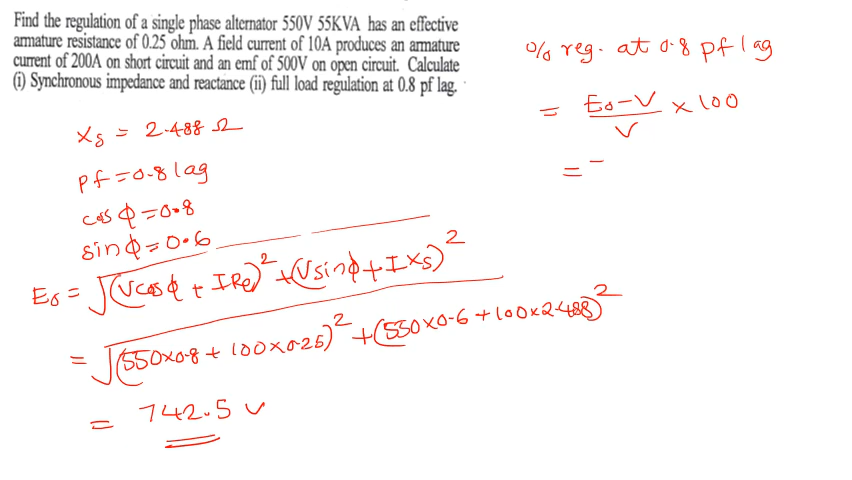 Find the regulation of a single phase alternator 550V 55KVA has an effective
armature resistance of 0.25 ohm. A field current of 10A produces an armature
current of 200A on short circuit and an emf of 500V on open circuit. Calculate
(i) Synchronous impedance and reactance (ii) full load regulation at 0.8 pf lag.
Xs = 2.488 Ω
pf = 0.8 lag
cos ϕ = 0.8
sin ϕ = 0.6
E₀ = √(Vcos ϕ + IRe)² + (Vsin ϕ + I Xs)²
= √(550×0.8 + 100×0.25)² + (550×0.6 + 100×2.488)²
= 742.5 V
% reg. at 0.8 pf lag
= E₀ − V / V × 100
= –